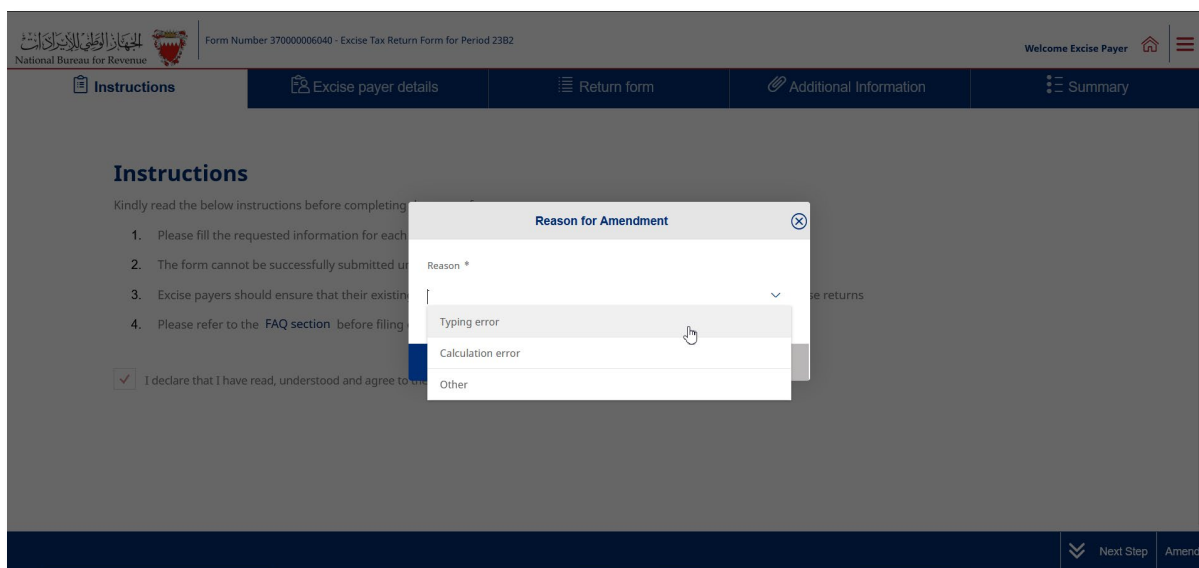 الجهاز الوطني للإيرادات
National Bureau for Revenue
Form Number 370000006040 - Excise Tax Return Form for Period 23B2
Welcome Excise Payer
Instructions
Excise payer details
Return form
Additional Information
Summary
Instructions
Kindly read the below instructions before completing
1. Please fill the requested information for each
2. The form cannot be successfully submitted
3. Excise payers should ensure that their existin se returns
4. Please refer to the FAQ section before filing
I declare that I have read, understood and agree to
Reason for Amendment
Reason *
Typing error
Calculation error
Other
Next Step
Amend